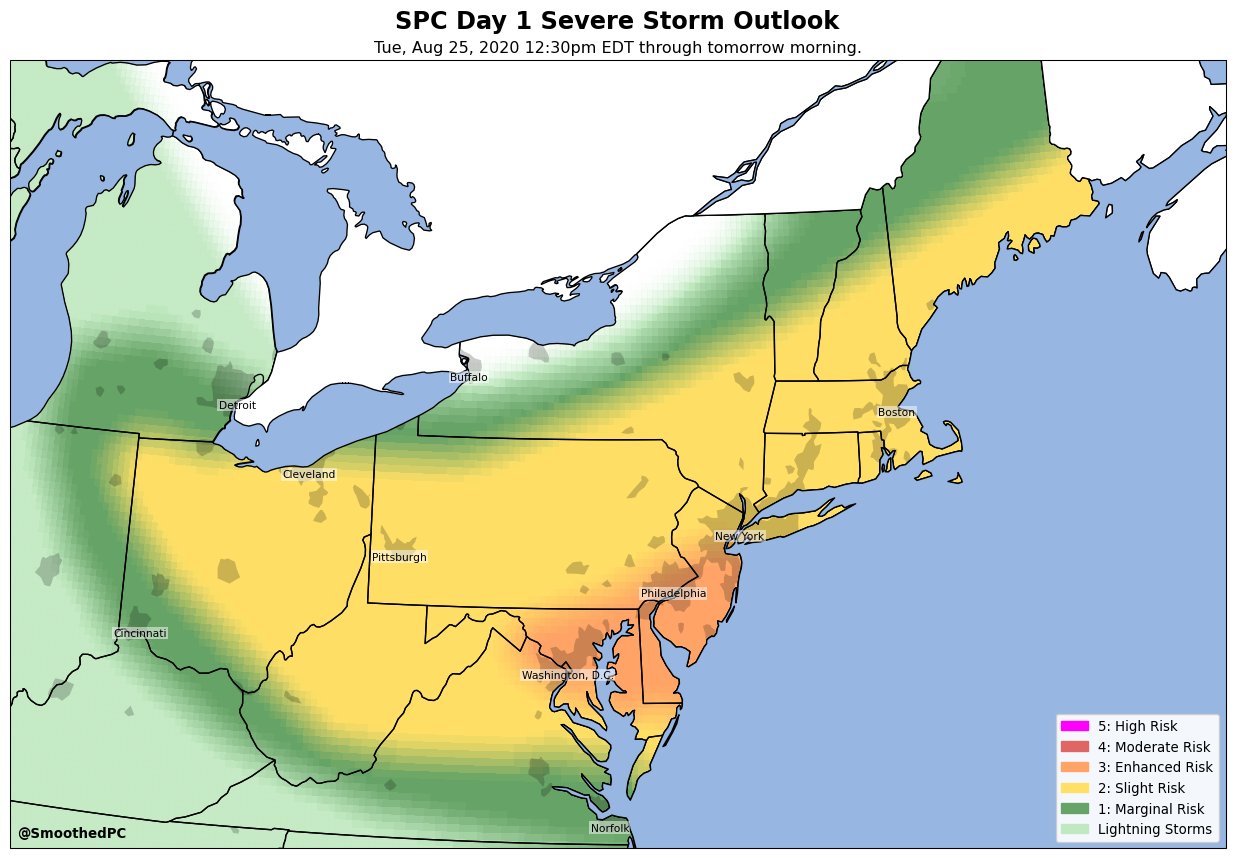 SPC Day 1 Severe Storm Outlook
Tue, Aug 25, 2020 12:30pm EDT through tomorrow morning.
Buffalo
Detroit
Boston
Cleveland
New York
Pittsburgh
Philadelphia
Cincinnati
Washington, D.C.
5: High Risk
4: Moderate Risk
3: Enhanced Risk
2: Slight Risk
1: Marginal Risk
Lightning Storms
Norfolk
@SmoothedPC